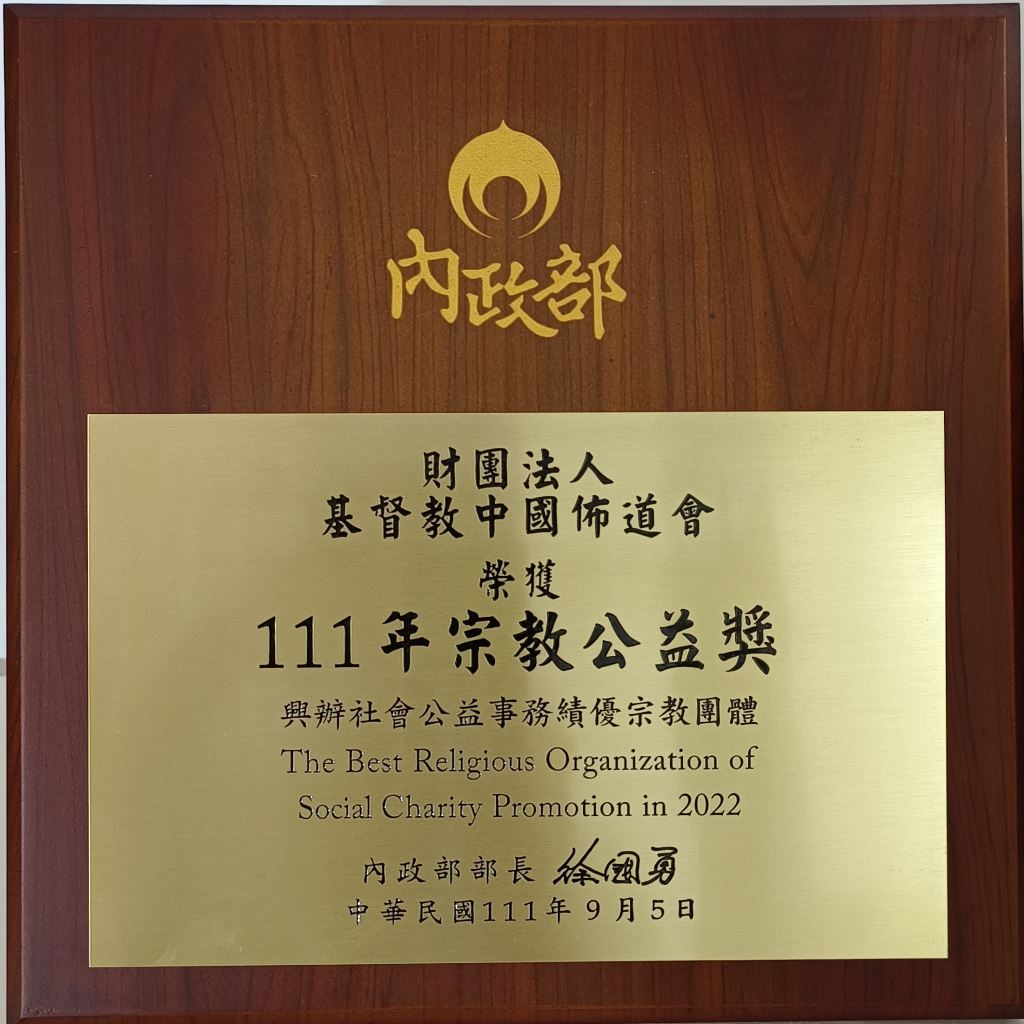 內政部
財團法人
基督教中國佈道會
榮獲
111年宗教公益獎
興辦社會公益事務績優宗教團體
The Best Religious Organization of
Social Charity Promotion in 2022
內政部部長 徐國勇
中華民國111年9月5日